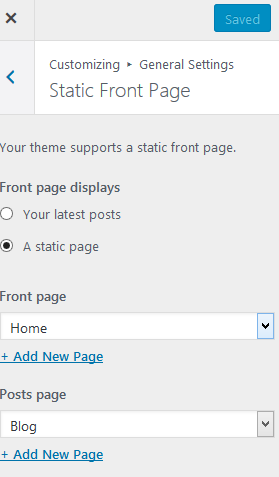 Saved
Customizing ▸ General Settings
Static Front Page
Your theme supports a static front page.
Front page displays
Your latest posts
A static page
Front page
Home
+ Add New Page
Posts page
Blog
+ Add New Page